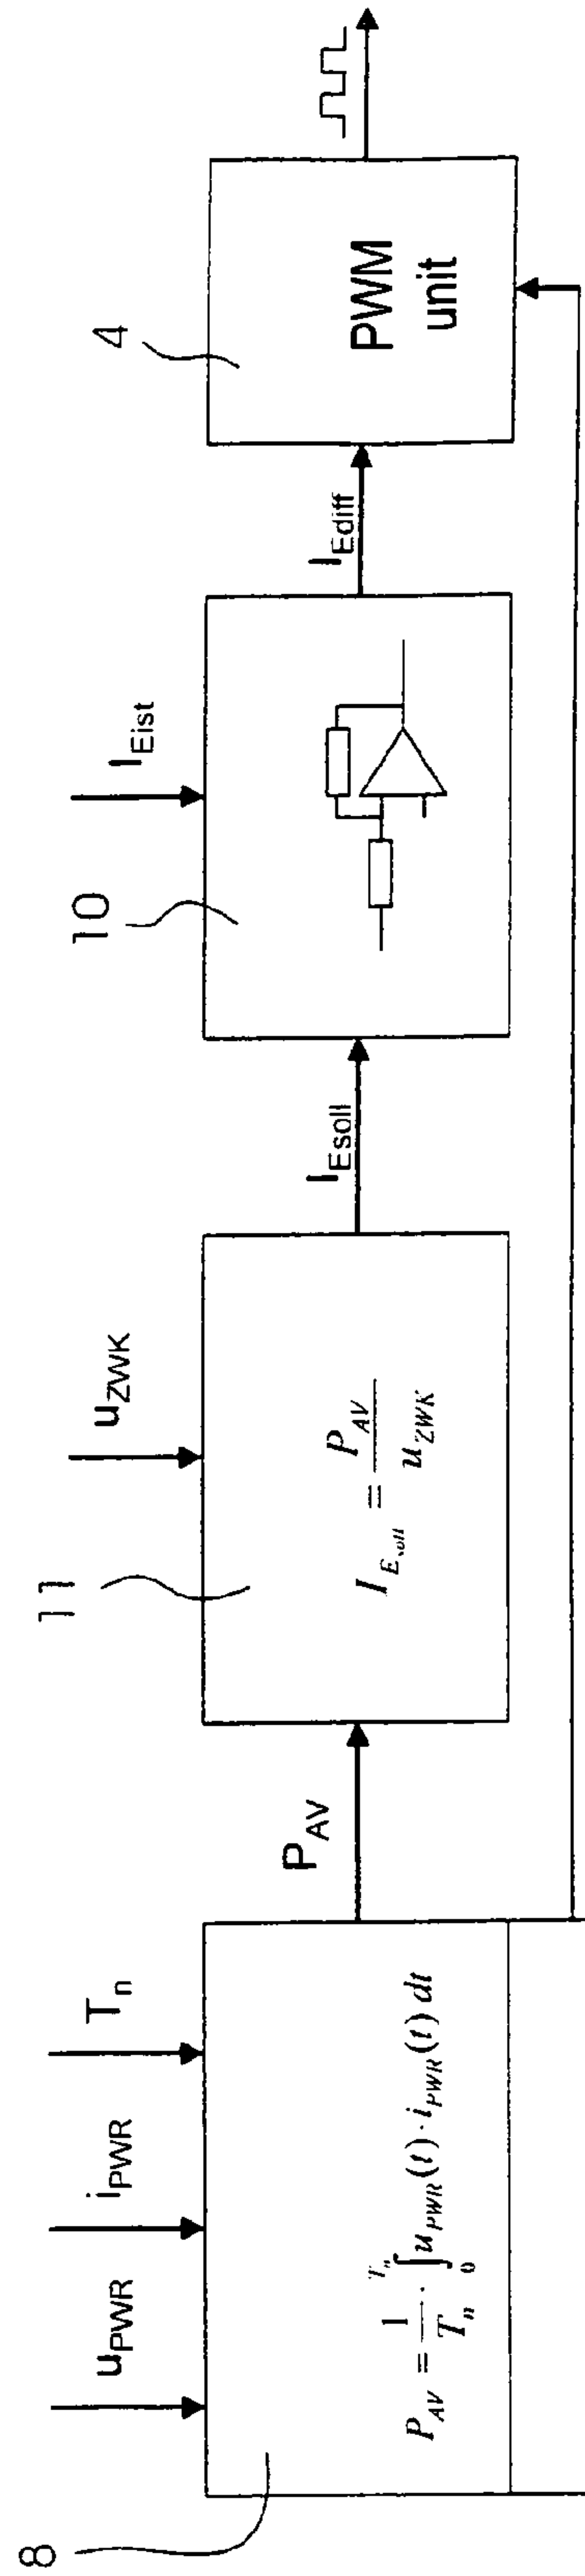 8
u_PWR
i_PWR
T_n
P_AV = 1/T_n · ∫_0^T_n u_PWR(t) · i_PWR(t) dt
P_AV
11
u_ZWK
I_Esoll = P_AV / u_ZWK
I_Esoll
10
I_Eist
I_Ediff
4
PWM
unit